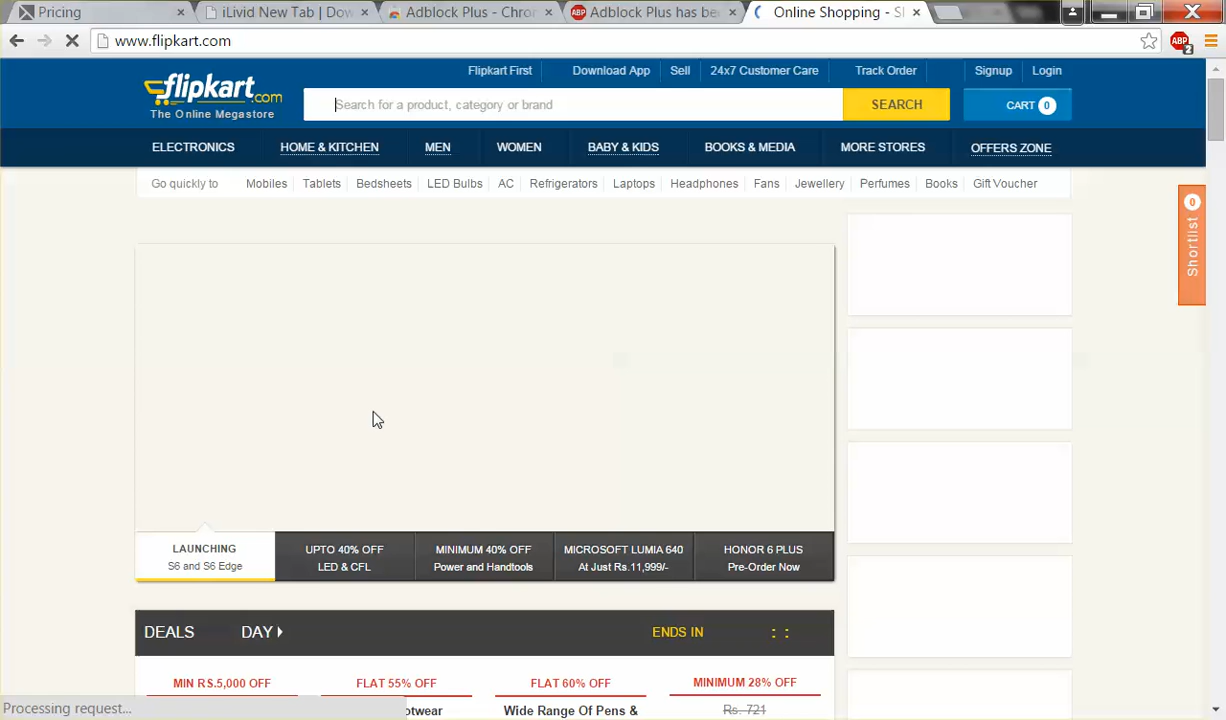 Pricing
iLivid New Tab | Dow
Adblock Plus - Chron
ABP Adblock Plus has bee
Online Shopping - Sl
www.flipkart.com
ABP 2
Flipkart First
Download App
Sell
24x7 Customer Care
Track Order
Signup
Login
flipkart.com
The Online Megastore
Search for a product, category or brand
SEARCH
CART 0
ELECTRONICS
HOME & KITCHEN
MEN
WOMEN
BABY & KIDS
BOOKS & MEDIA
MORE STORES
OFFERS ZONE
Go quickly to
Mobiles
Tablets
Bedsheets
LED Bulbs
AC
Refrigerators
Laptops
Headphones
Fans
Jewellery
Perfumes
Books
Gift Voucher
Shortlist 0
LAUNCHING
S6 and S6 Edge
UPTO 40% OFF
LED & CFL
MINIMUM 40% OFF
Power and Handtools
MICROSOFT LUMIA 640
At Just Rs.11,999/-
HONOR 6 PLUS
Pre-Order Now
DEALS DAY
ENDS IN : :
MIN RS.5,000 OFF
FLAT 55% OFF
FLAT 60% OFF
MINIMUM 28% OFF
otwear
Wide Range Of Pens &
Rs. 721
Processing request...